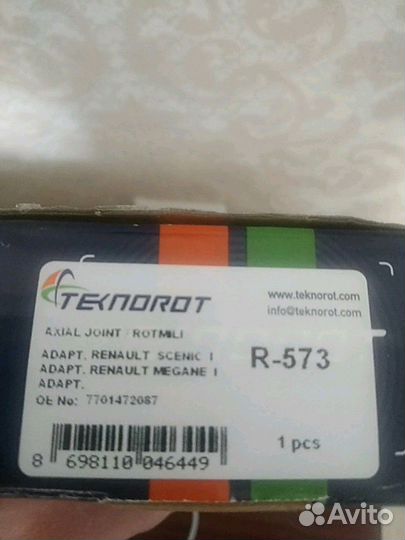 TEKNOROT
www.teknorot.com
info@teknorot.com
AXIAL JOINT / ROTMILI
ADAPT. RENAULT SCENIC I
ADAPT. RENAULT MEGANE I
ADAPT.
R-573
OE No: 7701472087
1 pcs
8 698110 046449
Avito